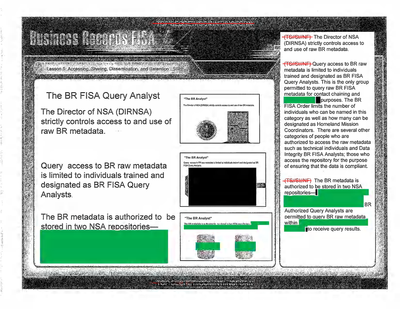 Business Records FISA
Lesson 5: Accessing, Sharing, Dissemination, and Retention
The BR FISA Query Analyst
The Director of NSA (DIRNSA)
strictly controls access to and use of
raw BR metadata.
Query access to BR raw metadata
is limited to individuals trained and
designated as BR FISA Query
Analysts.
The BR metadata is authorized to be
stored in two NSA repositories—
"The BR Analyst"
"The BR Analyst"
"The BR Analyst"
(TS//SI//NF) The Director of NSA
(DIRNSA) strictly controls access to
and use of raw BR metadata.
(TS//SI//NF) Query access to BR raw
metadata is limited to individuals
trained and designated as BR FISA
Query Analysts. This is the only group
permitted to query raw BR FISA
metadata for contact chaining and
purposes. The BR
FISA Order limits the number of
individuals who can be named in this
category as well as how many can be
designated as Homeland Mission
Coordinators. There are several other
categories of people who are
authorized to access the raw metadata
such as technical individuals and Data
Integrity BR FISA Analysts; those who
access the repository for the purpose
of ensuring that the data is compliant.
(TS//SI//NF) The BR metadata is
authorized to be stored in two NSA
repositories—
BR
Authorized Query Analysts are
permitted to query BR raw metadata
within
to receive query results.